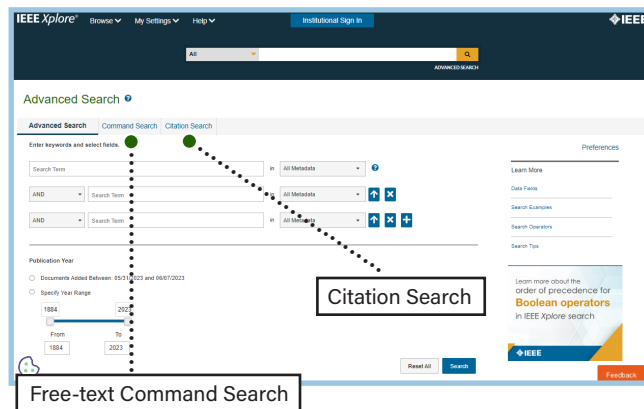 IEEE Xplore® Browse My Settings Help Institutional Sign In IEEE
All
ADVANCED SEARCH
Advanced Search
Advanced Search Command Search Citation Search
Enter keywords and select fields.
Preferences
Search Term in All Metadata
Learn More
Data Fields
AND Search Term in All Metadata
Search Examples
AND Search Term in All Metadata
Search Operators
Search Tips
Publication Year
Documents Added Between: 05/31/2023 and 06/07/2023
Specify Year Range
1884 2023
From To
1884 2023
Citation Search
Learn more about the
order of precedence for
Boolean operators
in IEEE Xplore search
IEEE
Reset All Search
Feedback
Free-text Command Search